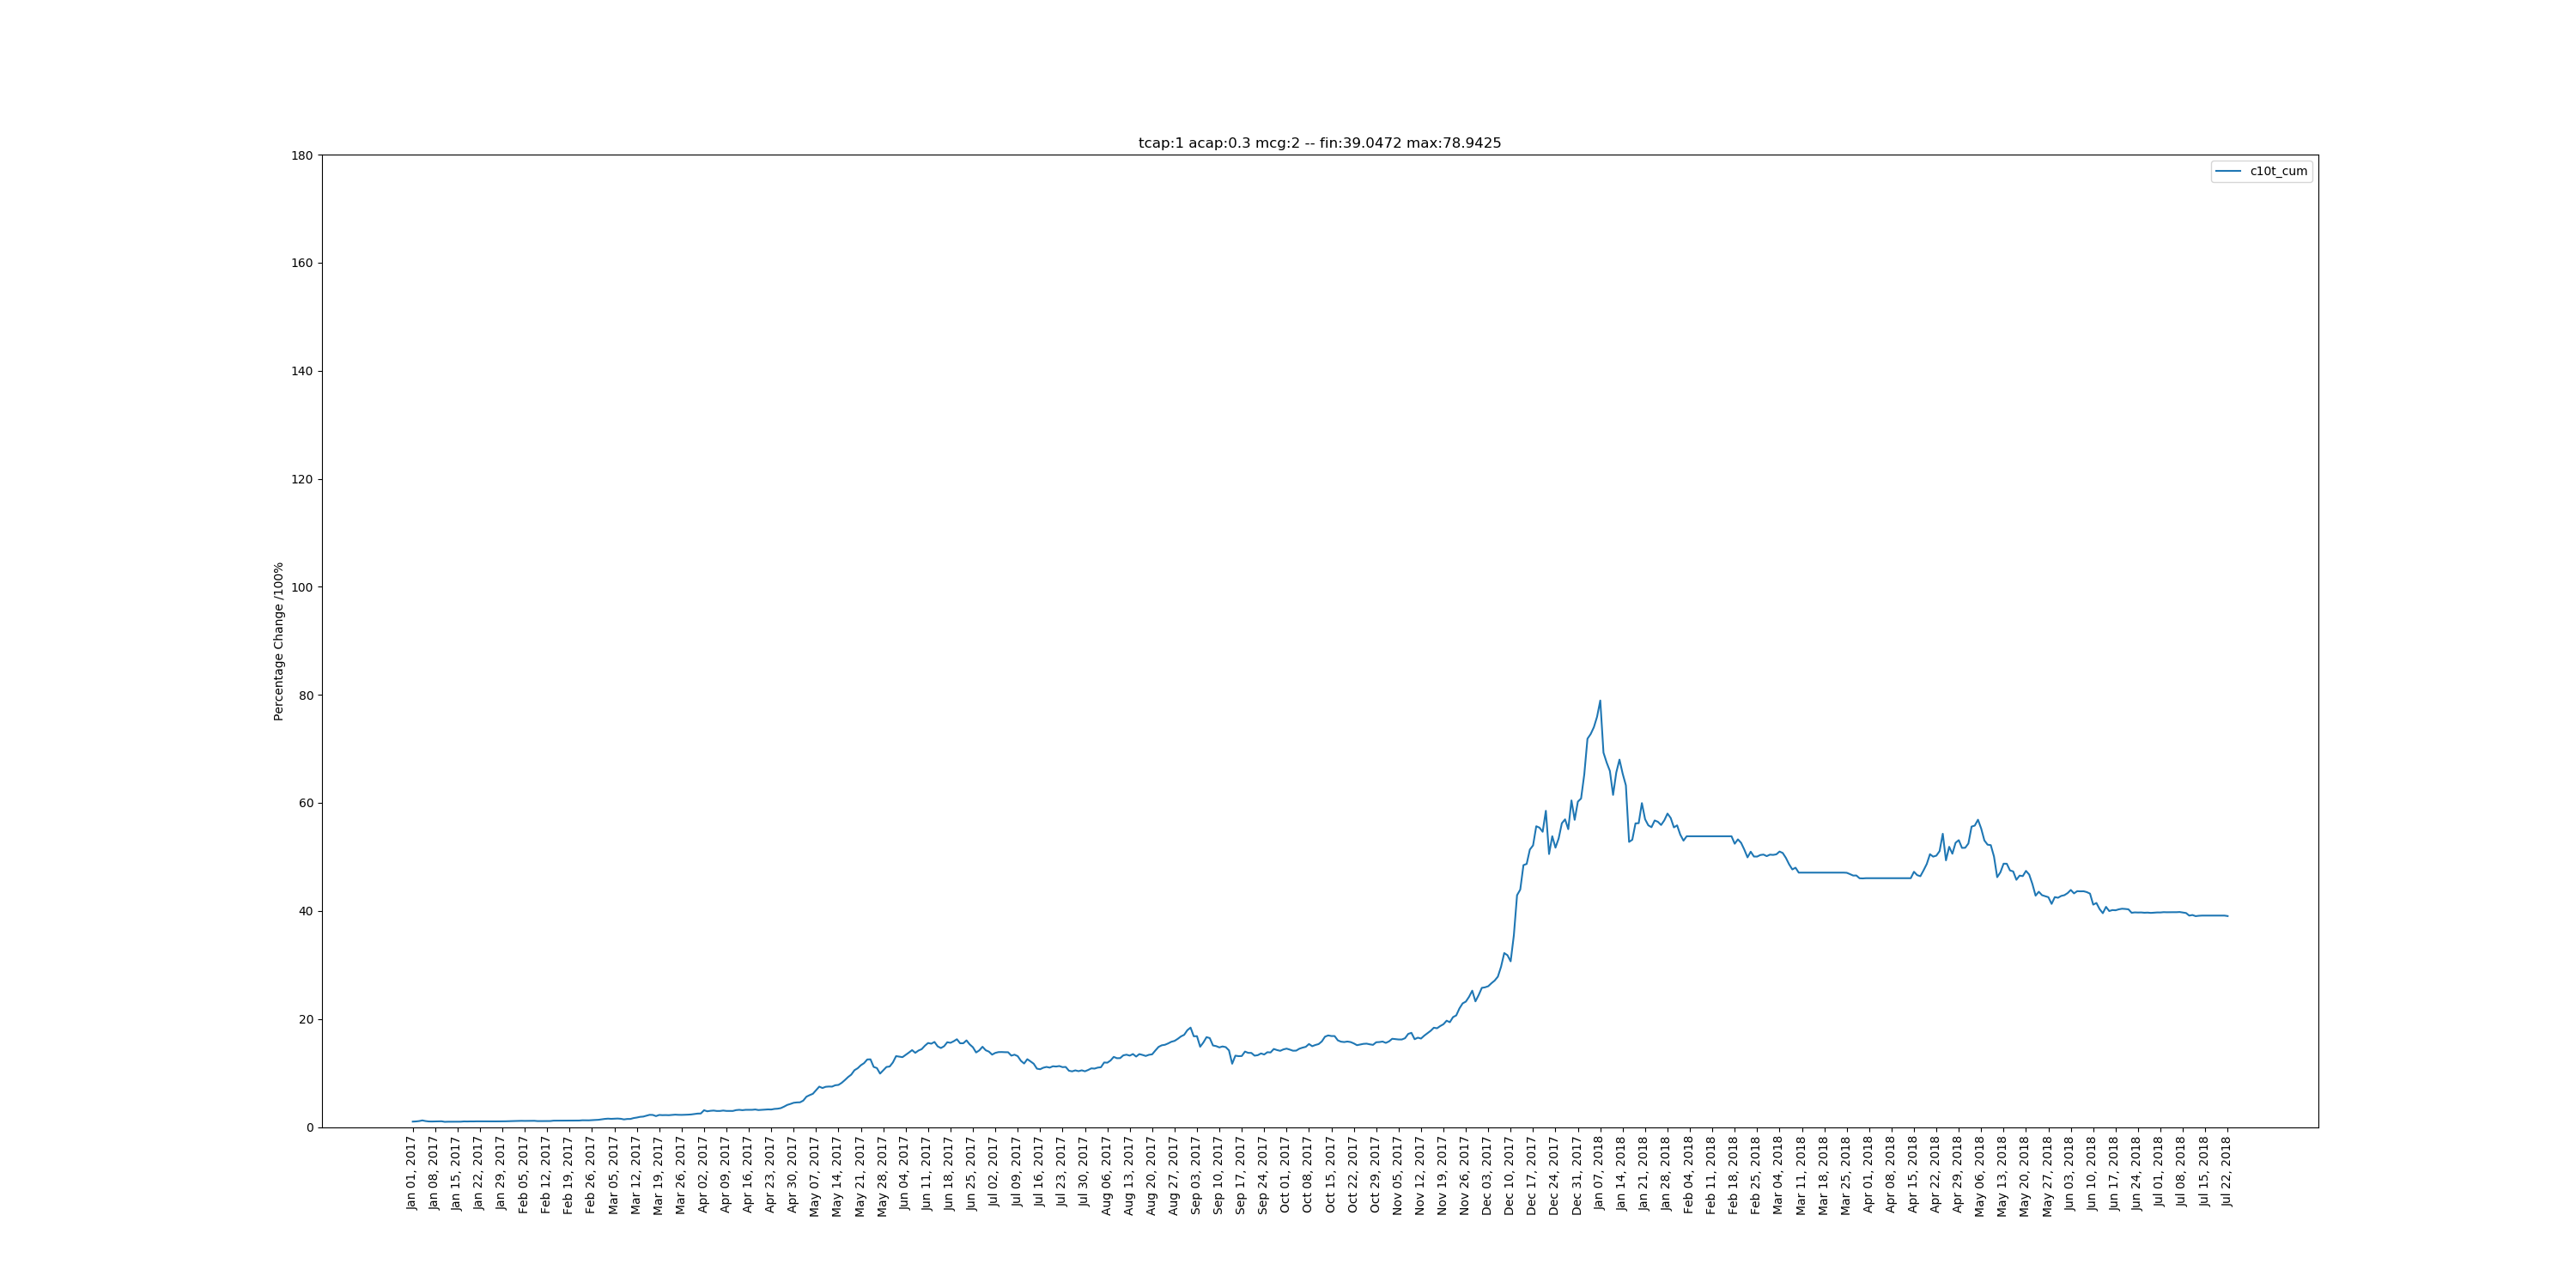 tcap:1 acap:0.3 mcg:2 -- fin:39.0472 max:78.9425
c10t_cum
Percentage Change /100%
180
160
140
120
100
80
60
40
20
0
Jan 01, 2017
Jan 08, 2017
Jan 15, 2017
Jan 22, 2017
Jan 29, 2017
Feb 05, 2017
Feb 12, 2017
Feb 19, 2017
Feb 26, 2017
Mar 05, 2017
Mar 12, 2017
Mar 19, 2017
Mar 26, 2017
Apr 02, 2017
Apr 09, 2017
Apr 16, 2017
Apr 23, 2017
Apr 30, 2017
May 07, 2017
May 14, 2017
May 21, 2017
May 28, 2017
Jun 04, 2017
Jun 11, 2017
Jun 18, 2017
Jun 25, 2017
Jul 02, 2017
Jul 09, 2017
Jul 16, 2017
Jul 23, 2017
Jul 30, 2017
Aug 06, 2017
Aug 13, 2017
Aug 20, 2017
Aug 27, 2017
Sep 03, 2017
Sep 10, 2017
Sep 17, 2017
Sep 24, 2017
Oct 01, 2017
Oct 08, 2017
Oct 15, 2017
Oct 22, 2017
Oct 29, 2017
Nov 05, 2017
Nov 12, 2017
Nov 19, 2017
Nov 26, 2017
Dec 03, 2017
Dec 10, 2017
Dec 17, 2017
Dec 24, 2017
Dec 31, 2017
Jan 07, 2018
Jan 14, 2018
Jan 21, 2018
Jan 28, 2018
Feb 04, 2018
Feb 11, 2018
Feb 18, 2018
Feb 25, 2018
Mar 04, 2018
Mar 11, 2018
Mar 18, 2018
Mar 25, 2018
Apr 01, 2018
Apr 08, 2018
Apr 15, 2018
Apr 22, 2018
Apr 29, 2018
May 06, 2018
May 13, 2018
May 20, 2018
May 27, 2018
Jun 03, 2018
Jun 10, 2018
Jun 17, 2018
Jun 24, 2018
Jul 01, 2018
Jul 08, 2018
Jul 15, 2018
Jul 22, 2018